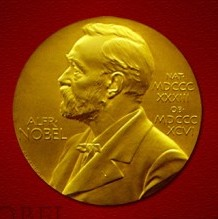 ALFR·
NOBEL
NAT·
MDCCC
XXXIII
OB·
MDCCC
XCVI